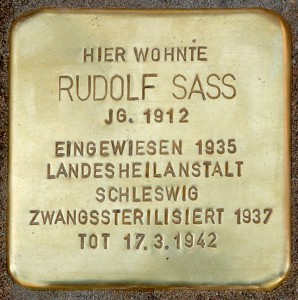 HIER WOHNTE
RUDOLF SASS
JG. 1912
EINGEWIESEN 1935
LANDESHEILANSTALT
SCHLESWIG
ZWANGSSTERILISIERT 1937
TOT 17.3.1942